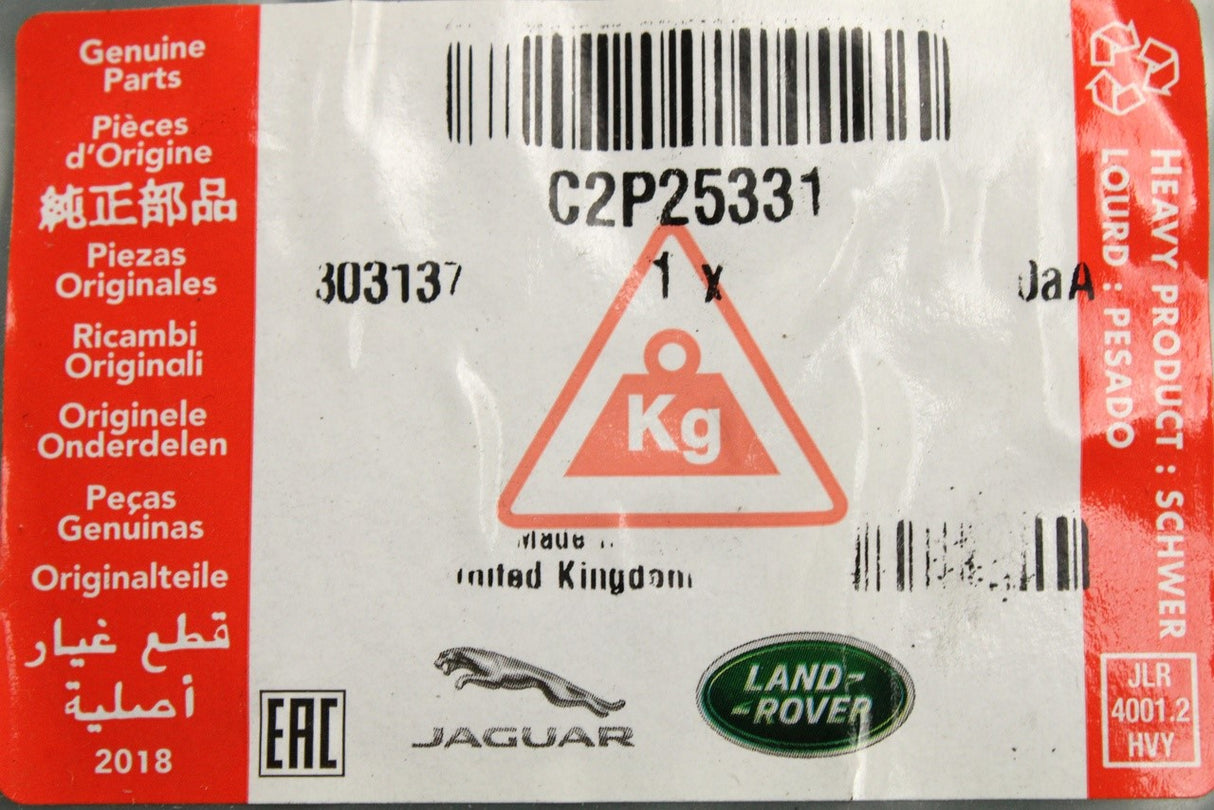 Genuine
Parts
Pièces
d'Origine
純正部品
Piezas
Originales
Ricambi
Originali
Originele
Onderdelen
Peças
Genuinas
Originalteile
قطع غيار
أصلية
2018
C2P25331
303137
1 x
0aA
Kg
Made
United Kingdom
EAC
JAGUAR
LAND-
-ROVER
HEAVY PRODUCT : SCHWER
LOURD : PESADO
JLR
4001.2
HVY